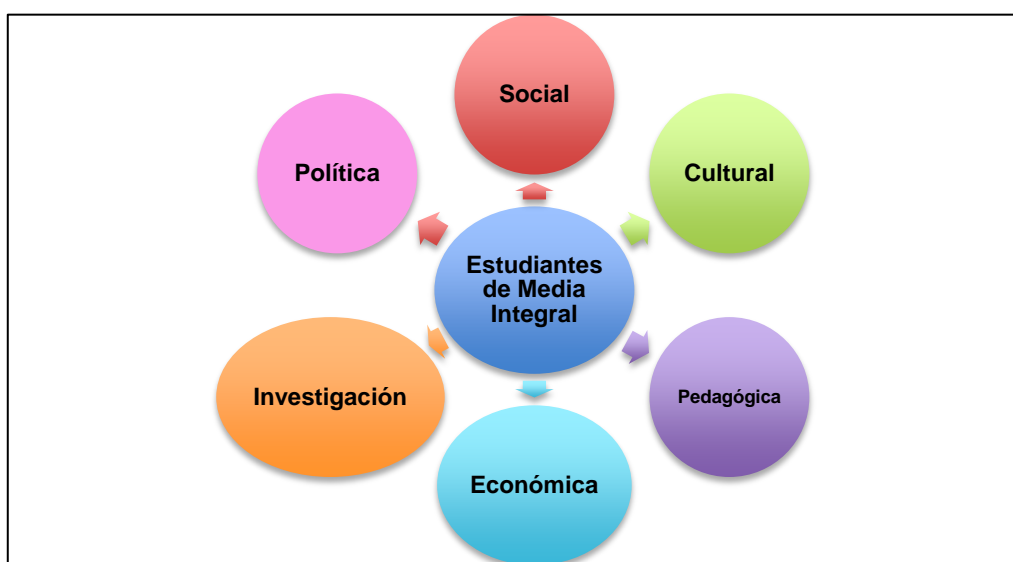 Social
Política
Cultural
Estudiantes
de Media
Integral
Investigación
Pedagógica
Económica